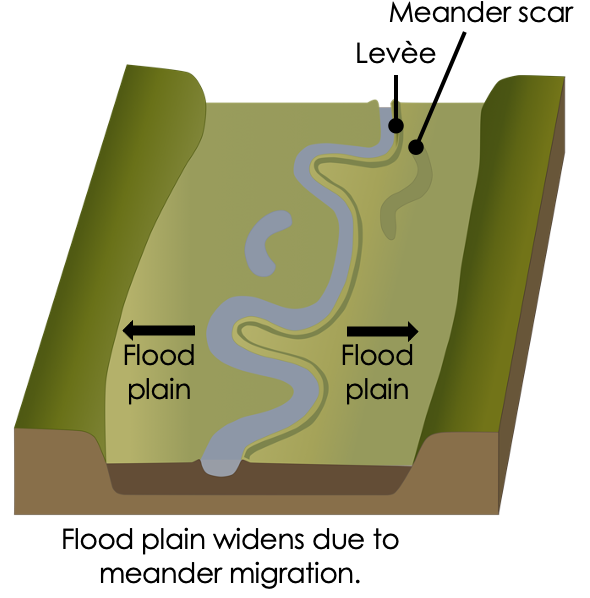 Meander scar
Levèe
Flood
plain
Flood
plain
Flood plain widens due to
meander migration.